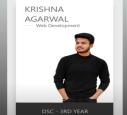 KRISHNA
AGARWAL
Web Development
DSC - 3RD YEAR